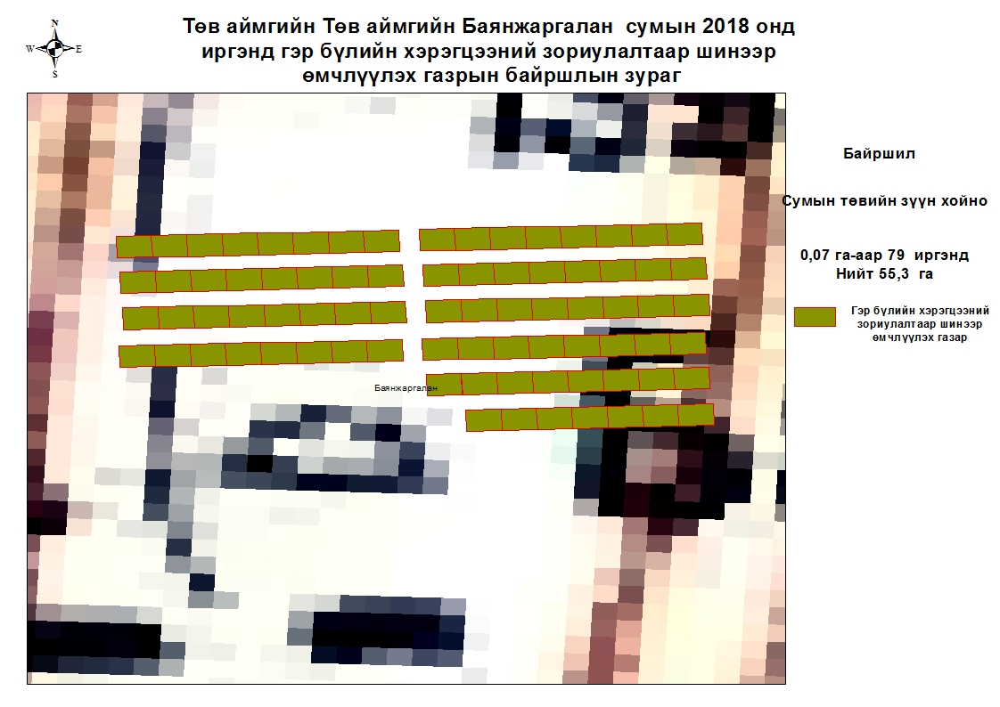 Төв аймгийн Төв аймгийн Баянжаргалан сумын 2018 онд
иргэнд гэр бүлийн хэрэгцээний зориулалтаар шинээр
өмчлүүлэх газрын байршлын зураг
N
W E
S
Байршил
Сумын төвийн зүүн хойно
0,07 га-аар 79 иргэнд
Нийт 55,3 га
Гэр бүлийн хэрэгцээний
зориулалтаар шинээр
өмчлүүлэх газар
Баянжаргалан